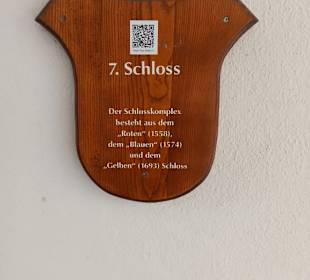 7. Schloss
Der Schlosskomplex
besteht aus dem
„Roten“ (1558),
dem „Blauen“ (1574)
und dem
„Gelben“ (1693) Schloss